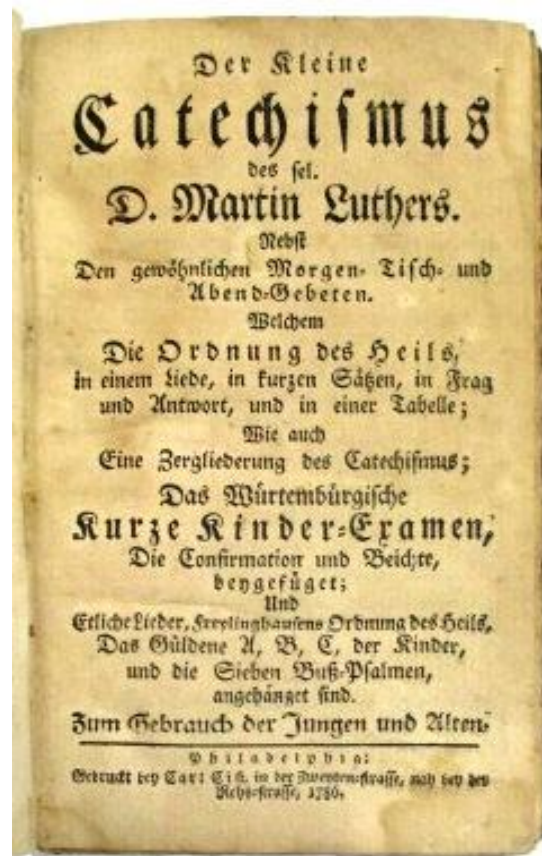 Der Kleine
Catechismus
des sel.
D. Martin Luthers.
Nebst
Den gewöhnlichen Morgen- Tisch- und
Abend-Gebeten.
Welchem
Die Ordnung des Heils,
in einem Liede, in kurzen Sätzen, in Frag
und Antwort, und in einer Tabelle;
Wie auch
Eine Zergliederung des Catechismus;
Das Würtembürgische
Kurze Kinder-Examen,
Die Confirmation und Beichte,
beygefüget;
Und
Etliche Lieder, Freylinghausens Ordnung des Heils,
Das Güldene A, B, C, der Kinder,
und die Sieben Buß-Psalmen,
angehänget sind.
Zum Gebrauch der Jungen und Alten.
Philadelphia:
Gedruckt bey Carl Cist, in der Zweyten-strasse, nah bey der
strasse, 1786.